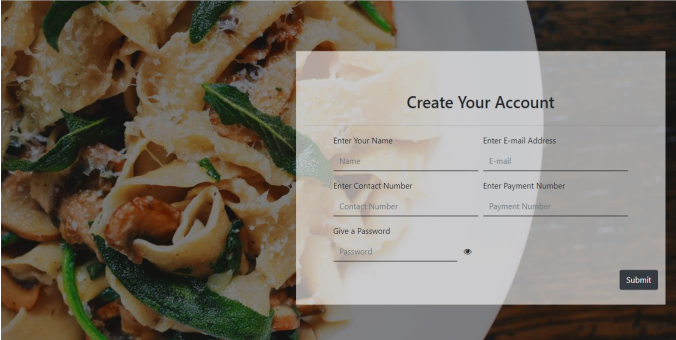 Create Your Account
Enter Your Name Enter E-mail Address
Name E-mail
Enter Contact Number Enter Payment Number
Contact Number Payment Number
Give a Password
Password
Submit